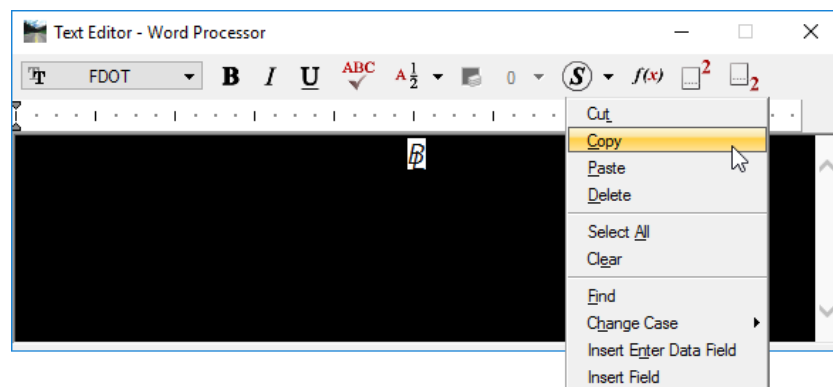 Text Editor - Word Processor
FDOT B I U ABC A½ 0 S f(x) 2 2
Cut
Copy
Paste
Delete
Select All
Clear
Find
Change Case
Insert Enter Data Field
Insert Field